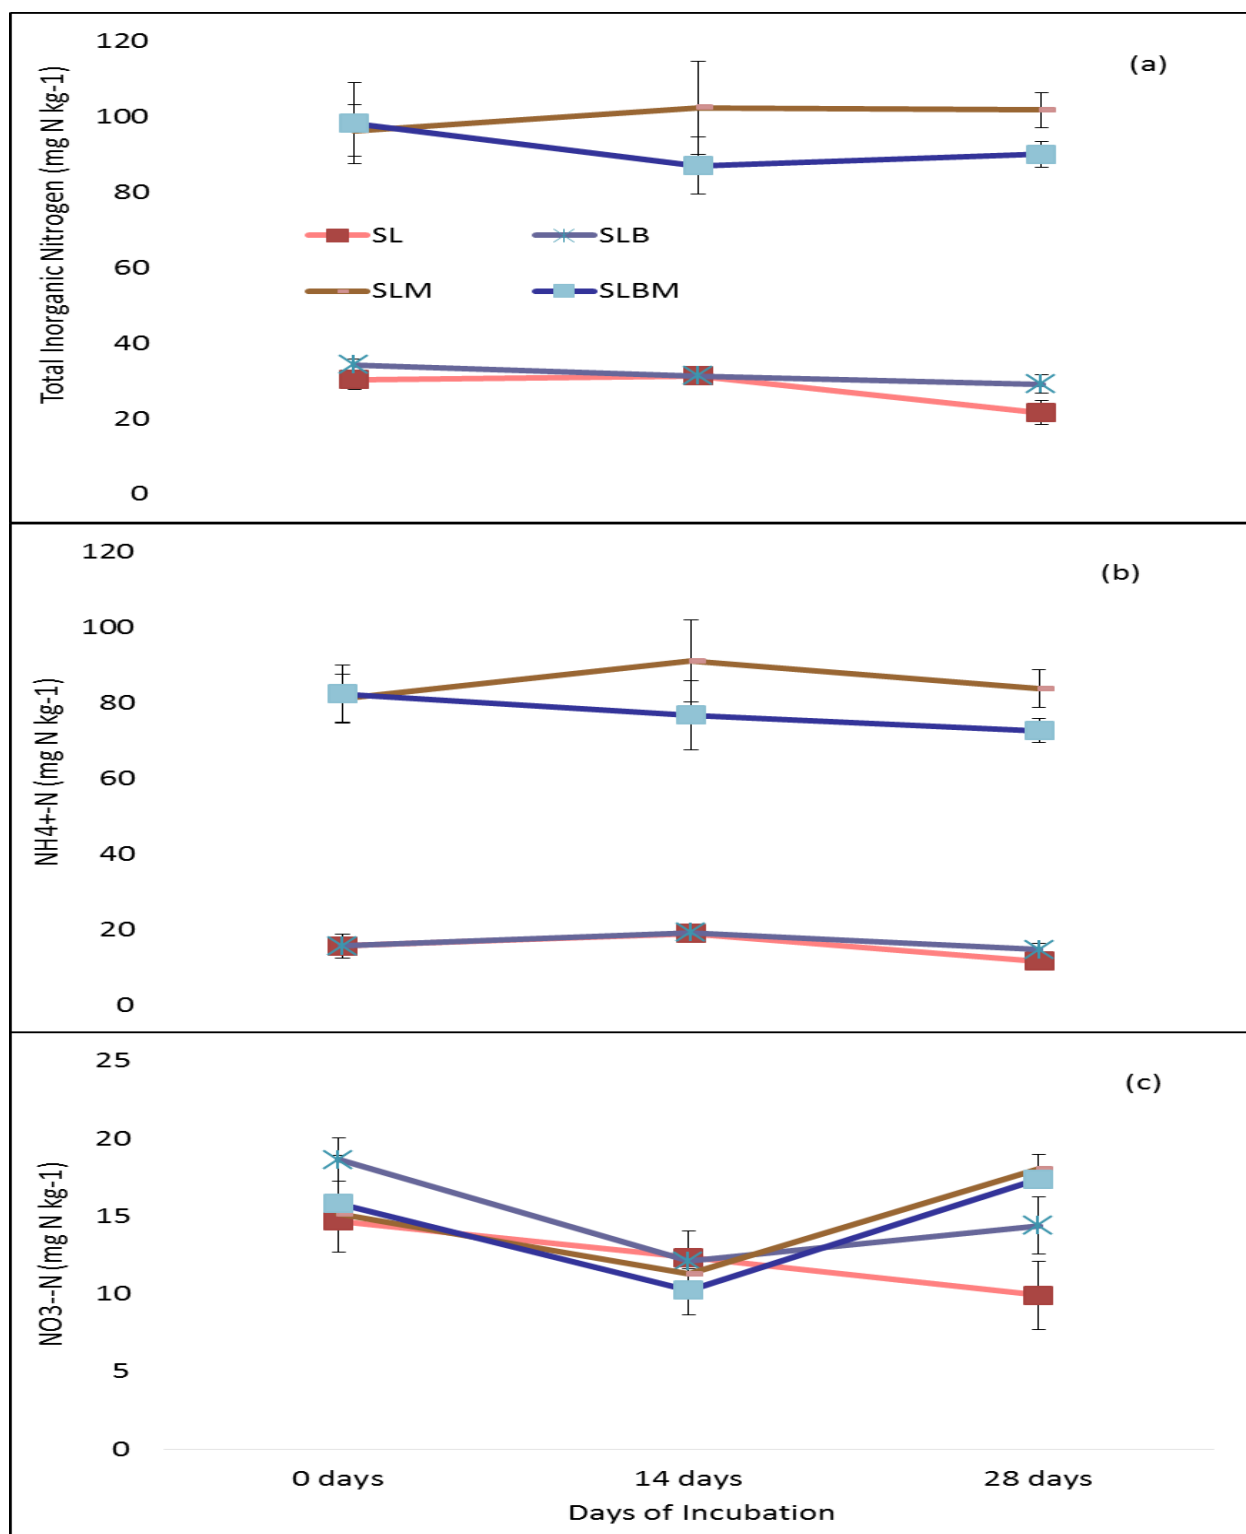 120
(a)
100
80
60
40
20
0
Total Inorganic Nitrogen (mg N kg-1)
SL
SLB
SLM
SLBM
120
(b)
100
80
60
40
20
0
NH4+-N (mg N kg-1)
25
(c)
20
15
10
5
0
NO3--N (mg N kg-1)
0 days 14 days 28 days
Days of Incubation